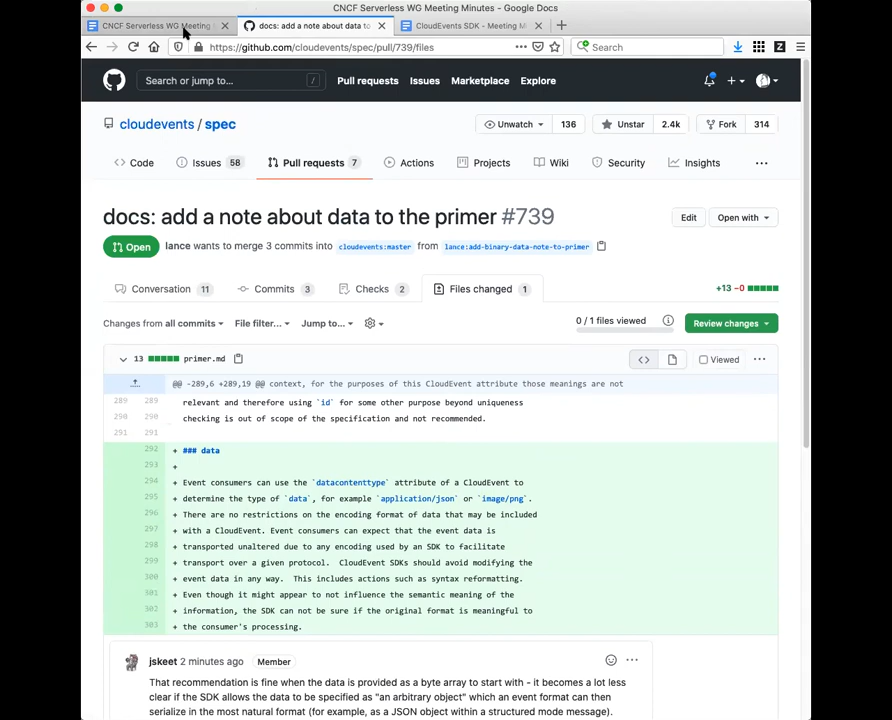 CNCF Serverless WG Meeting Minutes - Google Docs
CNCF Serverless WG Meeting
docs: add a note about data to
CloudEvents SDK - Meeting M
https://github.com/cloudevents/spec/pull/739/files
Search
Search or jump to...
/
Pull requests
Issues
Marketplace
Explore
cloudevents / spec
Unwatch
136
Unstar
2.4k
Fork
314
Code
Issues 58
Pull requests 7
Actions
Projects
Wiki
Security
Insights
docs: add a note about data to the primer #739
Edit
Open with
Open
lance wants to merge 3 commits into cloudevents:master from lance:add-binary-data-note-to-primer
Conversation 11
Commits 3
Checks 2
Files changed 1
+13 −0
Changes from all commits
File filter...
Jump to...
0 / 1 files viewed
Review changes
13 primer.md
Viewed
@@ -289,6 +289,19 @@ context, for the purposes of this CloudEvent attribute those meanings are not
289 289 relevant and therefore using `id` for some other purpose beyond uniqueness
290 290 checking is out of scope of the specification and not recommended.
291 291
292 + ### data
293 +
294 + Event consumers can use the `datacontenttype` attribute of a CloudEvent to
295 + determine the type of `data`, for example `application/json` or `image/png`.
296 + There are no restrictions on the encoding format of data that may be included
297 + with a CloudEvent. Event consumers can expect that the event data is
298 + transported unaltered due to any encoding used by an SDK to facilitate
299 + transport over a given protocol.  CloudEvent SDKs should avoid modifying the
300 + event data in any way.  This includes actions such as syntax reformatting.
301 + Even though it might appear to not influence the semantic meaning of the
302 + information, the SDK can not be sure if the original format is meaningful to
303 + the consumer's processing.
jskeet 2 minutes ago
Member
That recommendation is fine when the data is provided as a byte array to start with - it becomes a lot less
clear if the SDK allows the data to be specified as "an arbitrary object" which an event format can then
serialize in the most natural format (for example, as a JSON object within a structured mode message).